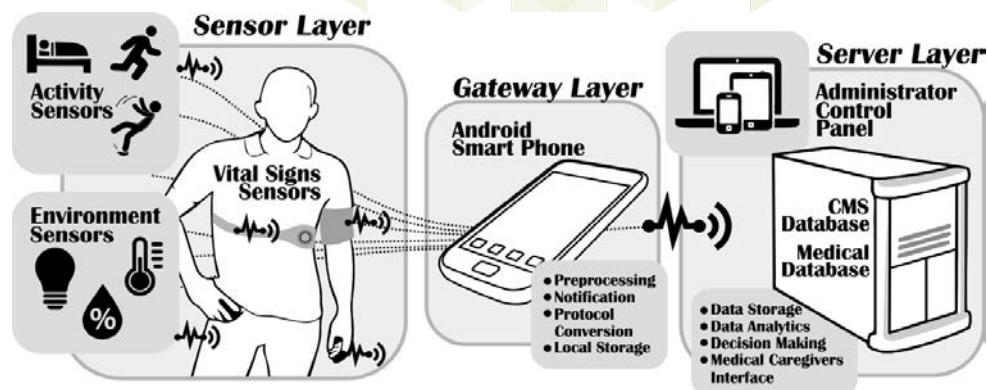 Sensor Layer
Activity
Sensors
Vital Signs
Sensors
Environment
Sensors
%
Gateway Layer
Android
Smart Phone
• Preprocessing
• Notification
• Protocol
Conversion
• Local Storage
Server Layer
Administrator
Control
Panel
CMS
Database
Medical
Database
• Data Storage
• Data Analytics
• Decision Making
• Medical Caregivers
Interface